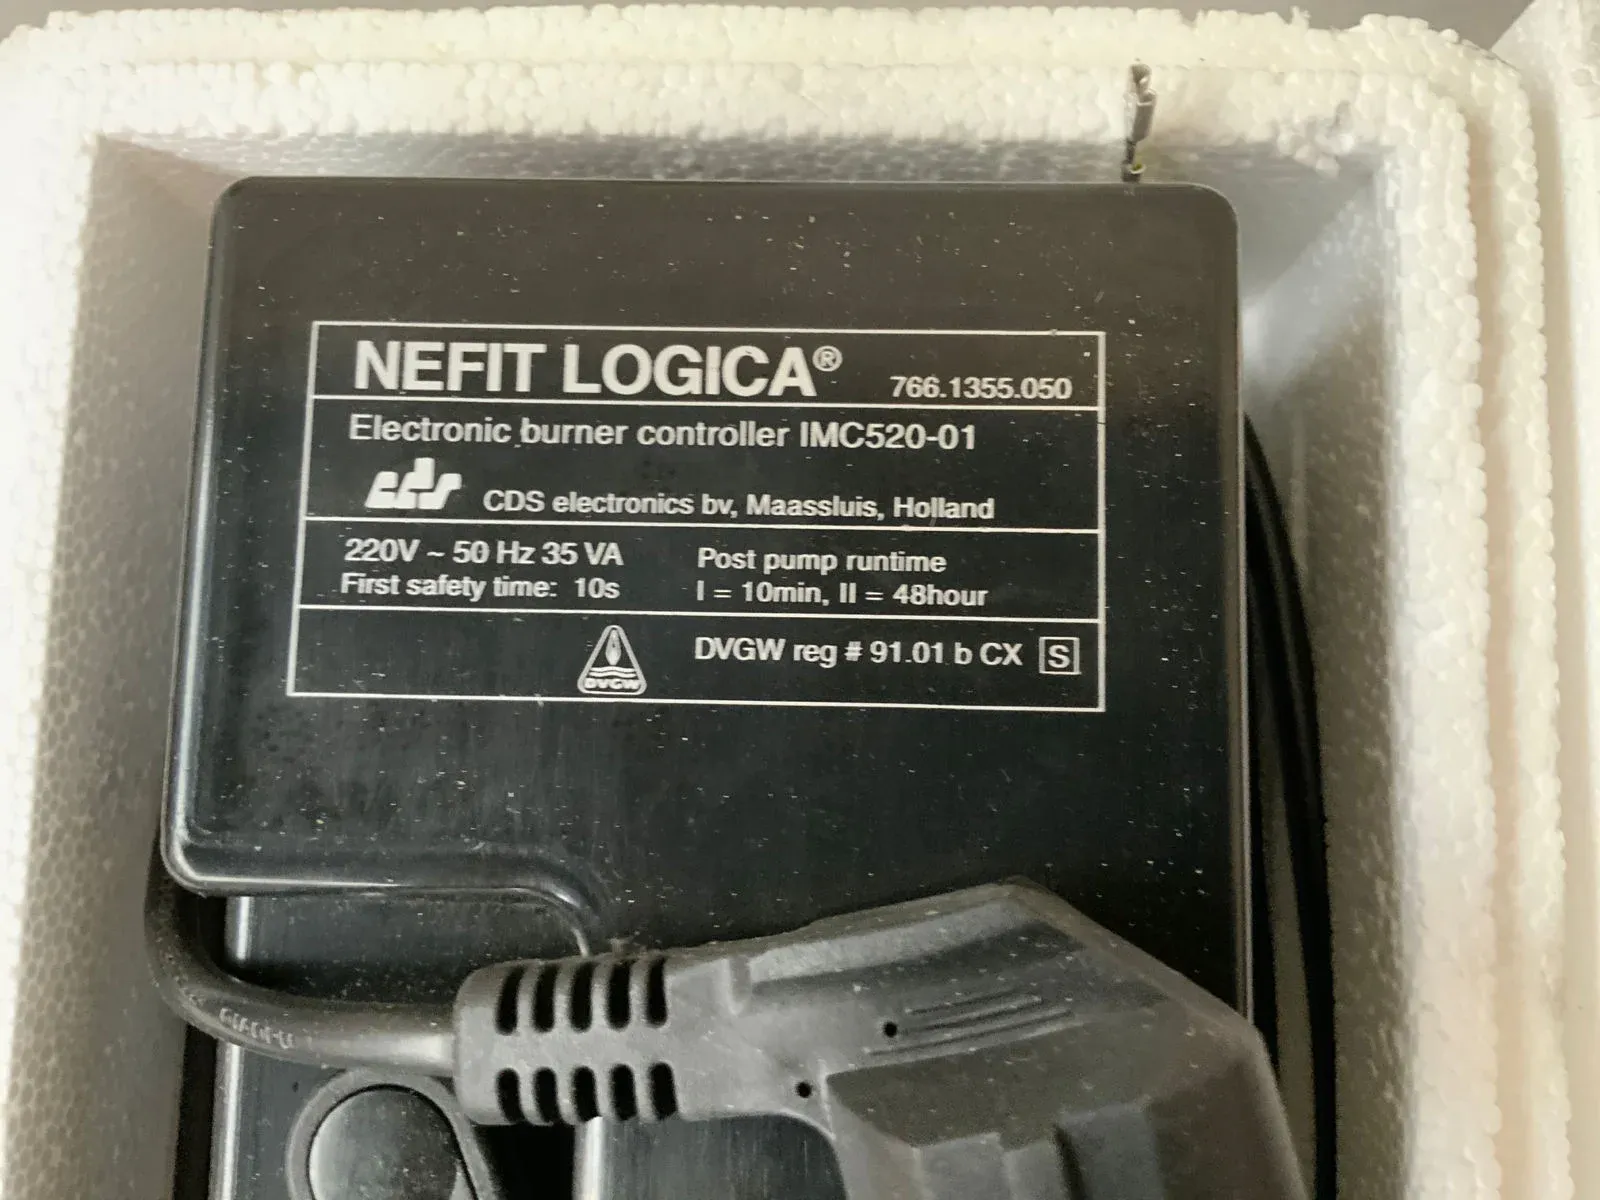 NEFIT LOGICA® 766.1355.050
Electronic burner controller IMC520-01
cds CDS electronics bv, Maassluis, Holland
220V ~ 50 Hz 35 VA
First safety time: 10s
Post pump runtime
I = 10min, II = 48hour
DVGW
DVGW reg # 91.01 b CX S